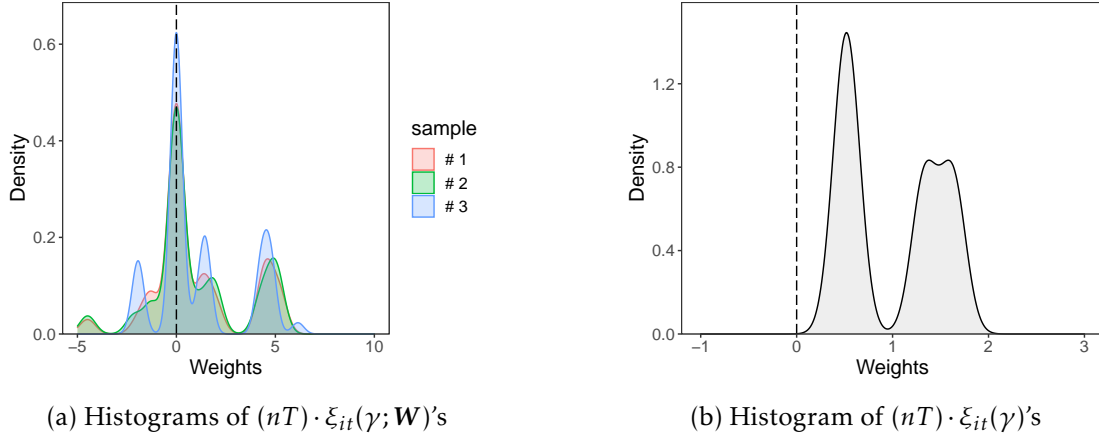 0.6
0.4
0.2
0.0
Density
−5
0
5
10
Weights
sample
# 1
# 2
# 3
1.2
0.8
0.4
0.0
Density
−1
0
1
2
3
Weights
(a) Histograms of (nT) · ξit(γ; W)’s
(b) Histogram of (nT) · ξit(γ)’s